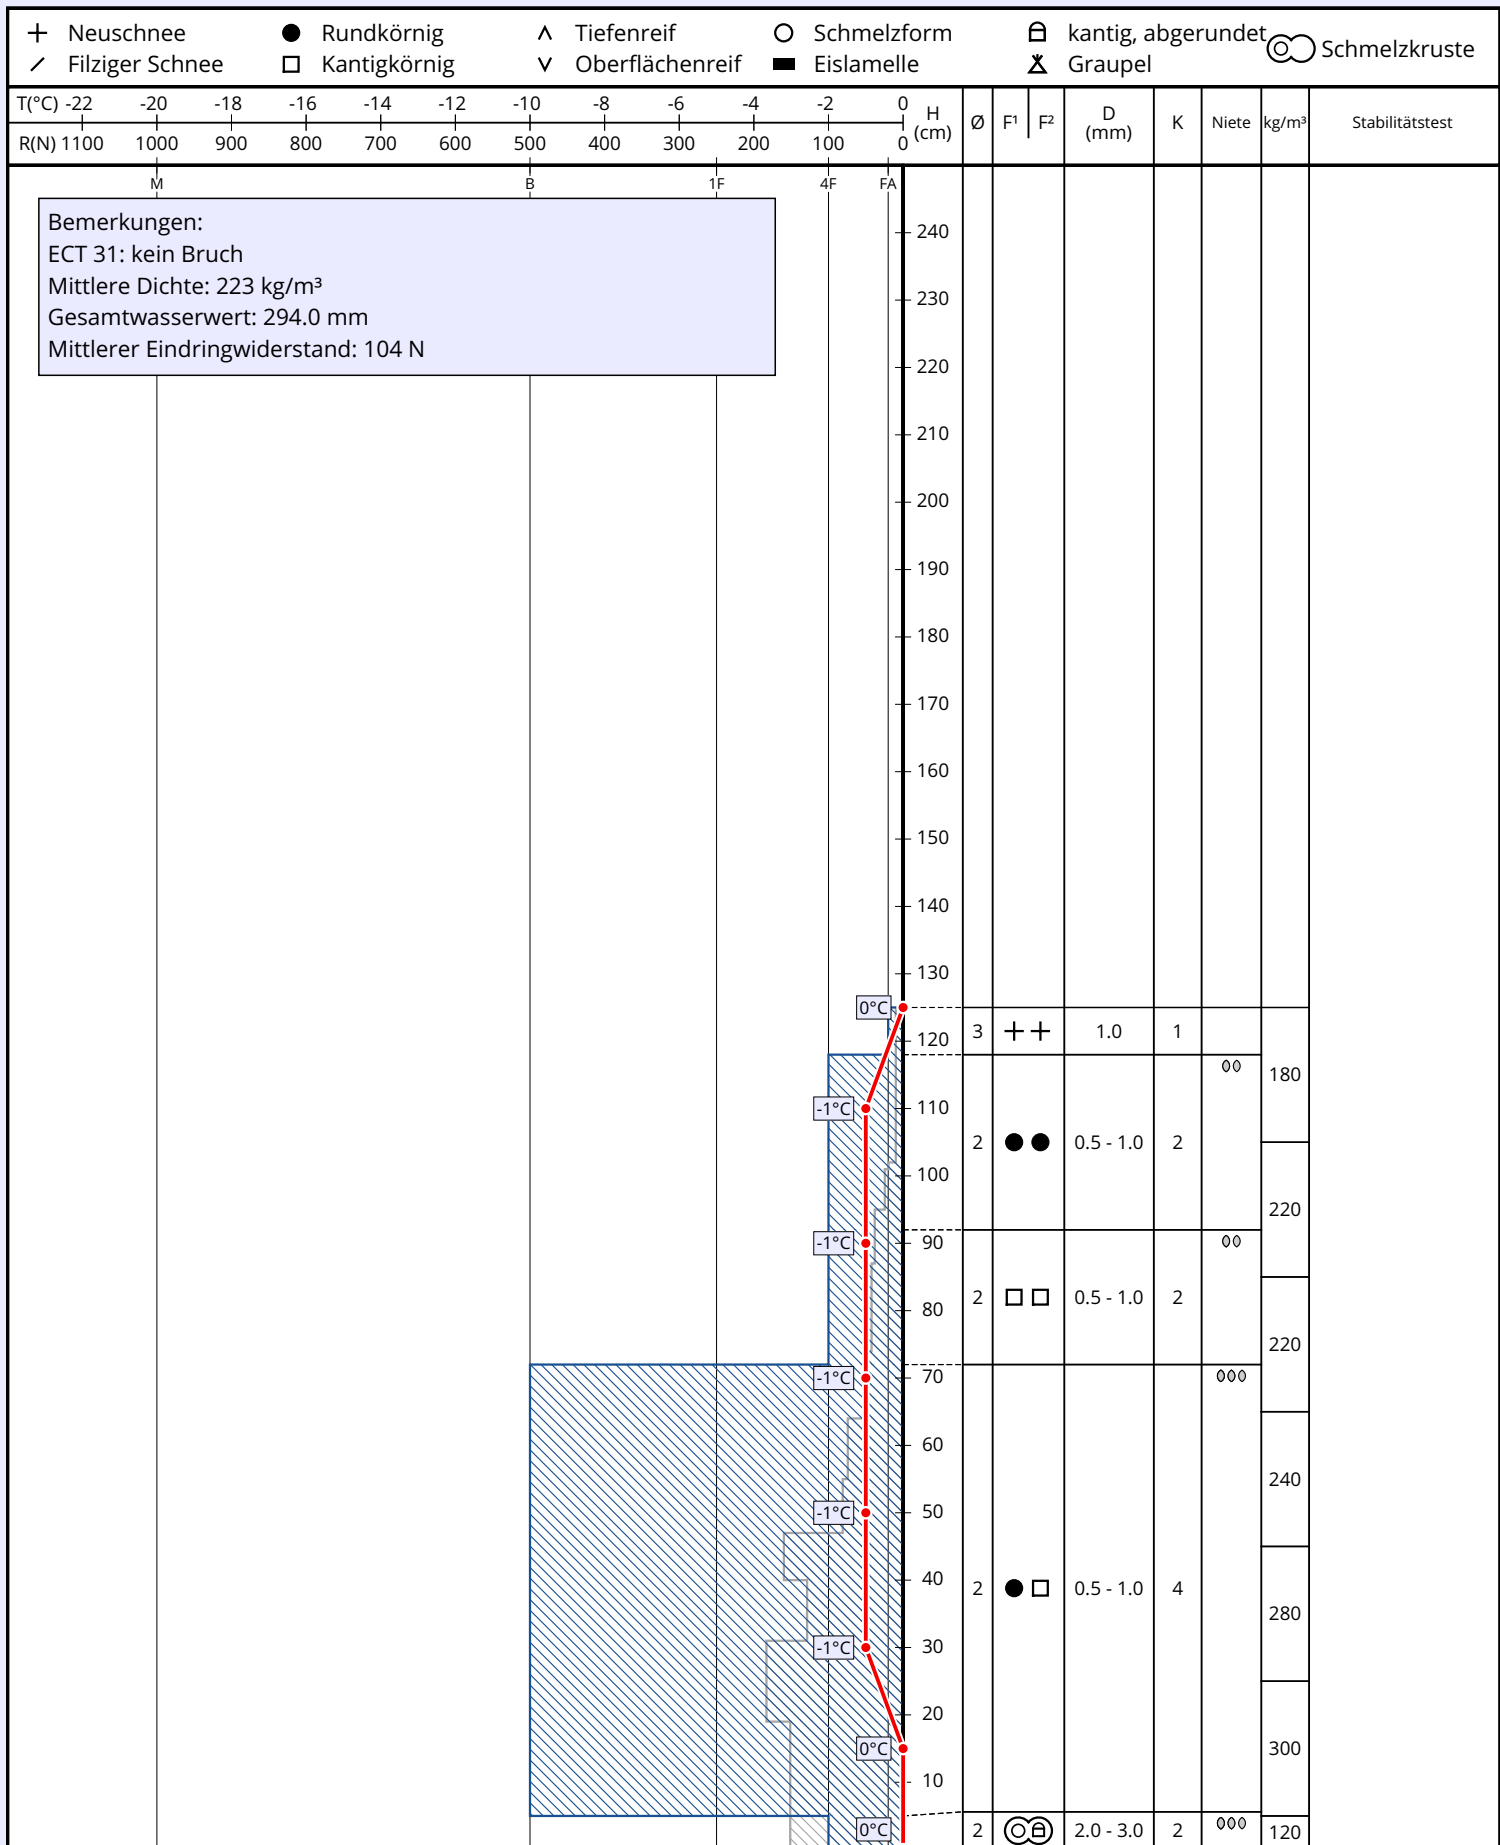 Neuschnee Rundkörnig Tiefenreif Schmelzform kantig, abgerundet Schmelzkruste
Filziger Schnee Kantigkörnig Oberflächenreif Eislamelle Graupel
T(°C) -22 -20 -18 -16 -14 -12 -10 -8 -6 -4 -2 0
R(N) 1100 1000 900 800 700 600 500 400 300 200 100 0
H (cm) Ø F¹ F² D (mm) K Niete kg/m³ Stabilitätstest
M B 1F 4F FA
Bemerkungen:
ECT 31: kein Bruch
Mittlere Dichte: 223 kg/m³
Gesamtwasserwert: 294.0 mm
Mittlerer Eindringwiderstand: 104 N
240
230
220
210
200
190
180
170
160
150
140
130
0°C
120 3 1.0 1
180
-1°C 110
2 0.5 - 1.0 2
100
220
-1°C 90
2 0.5 - 1.0 2
80
220
-1°C 70
60
240
-1°C 50
40 2 0.5 - 1.0 4
280
-1°C 30
20
0°C 300
10
0°C 2 2.0 - 3.0 2 120